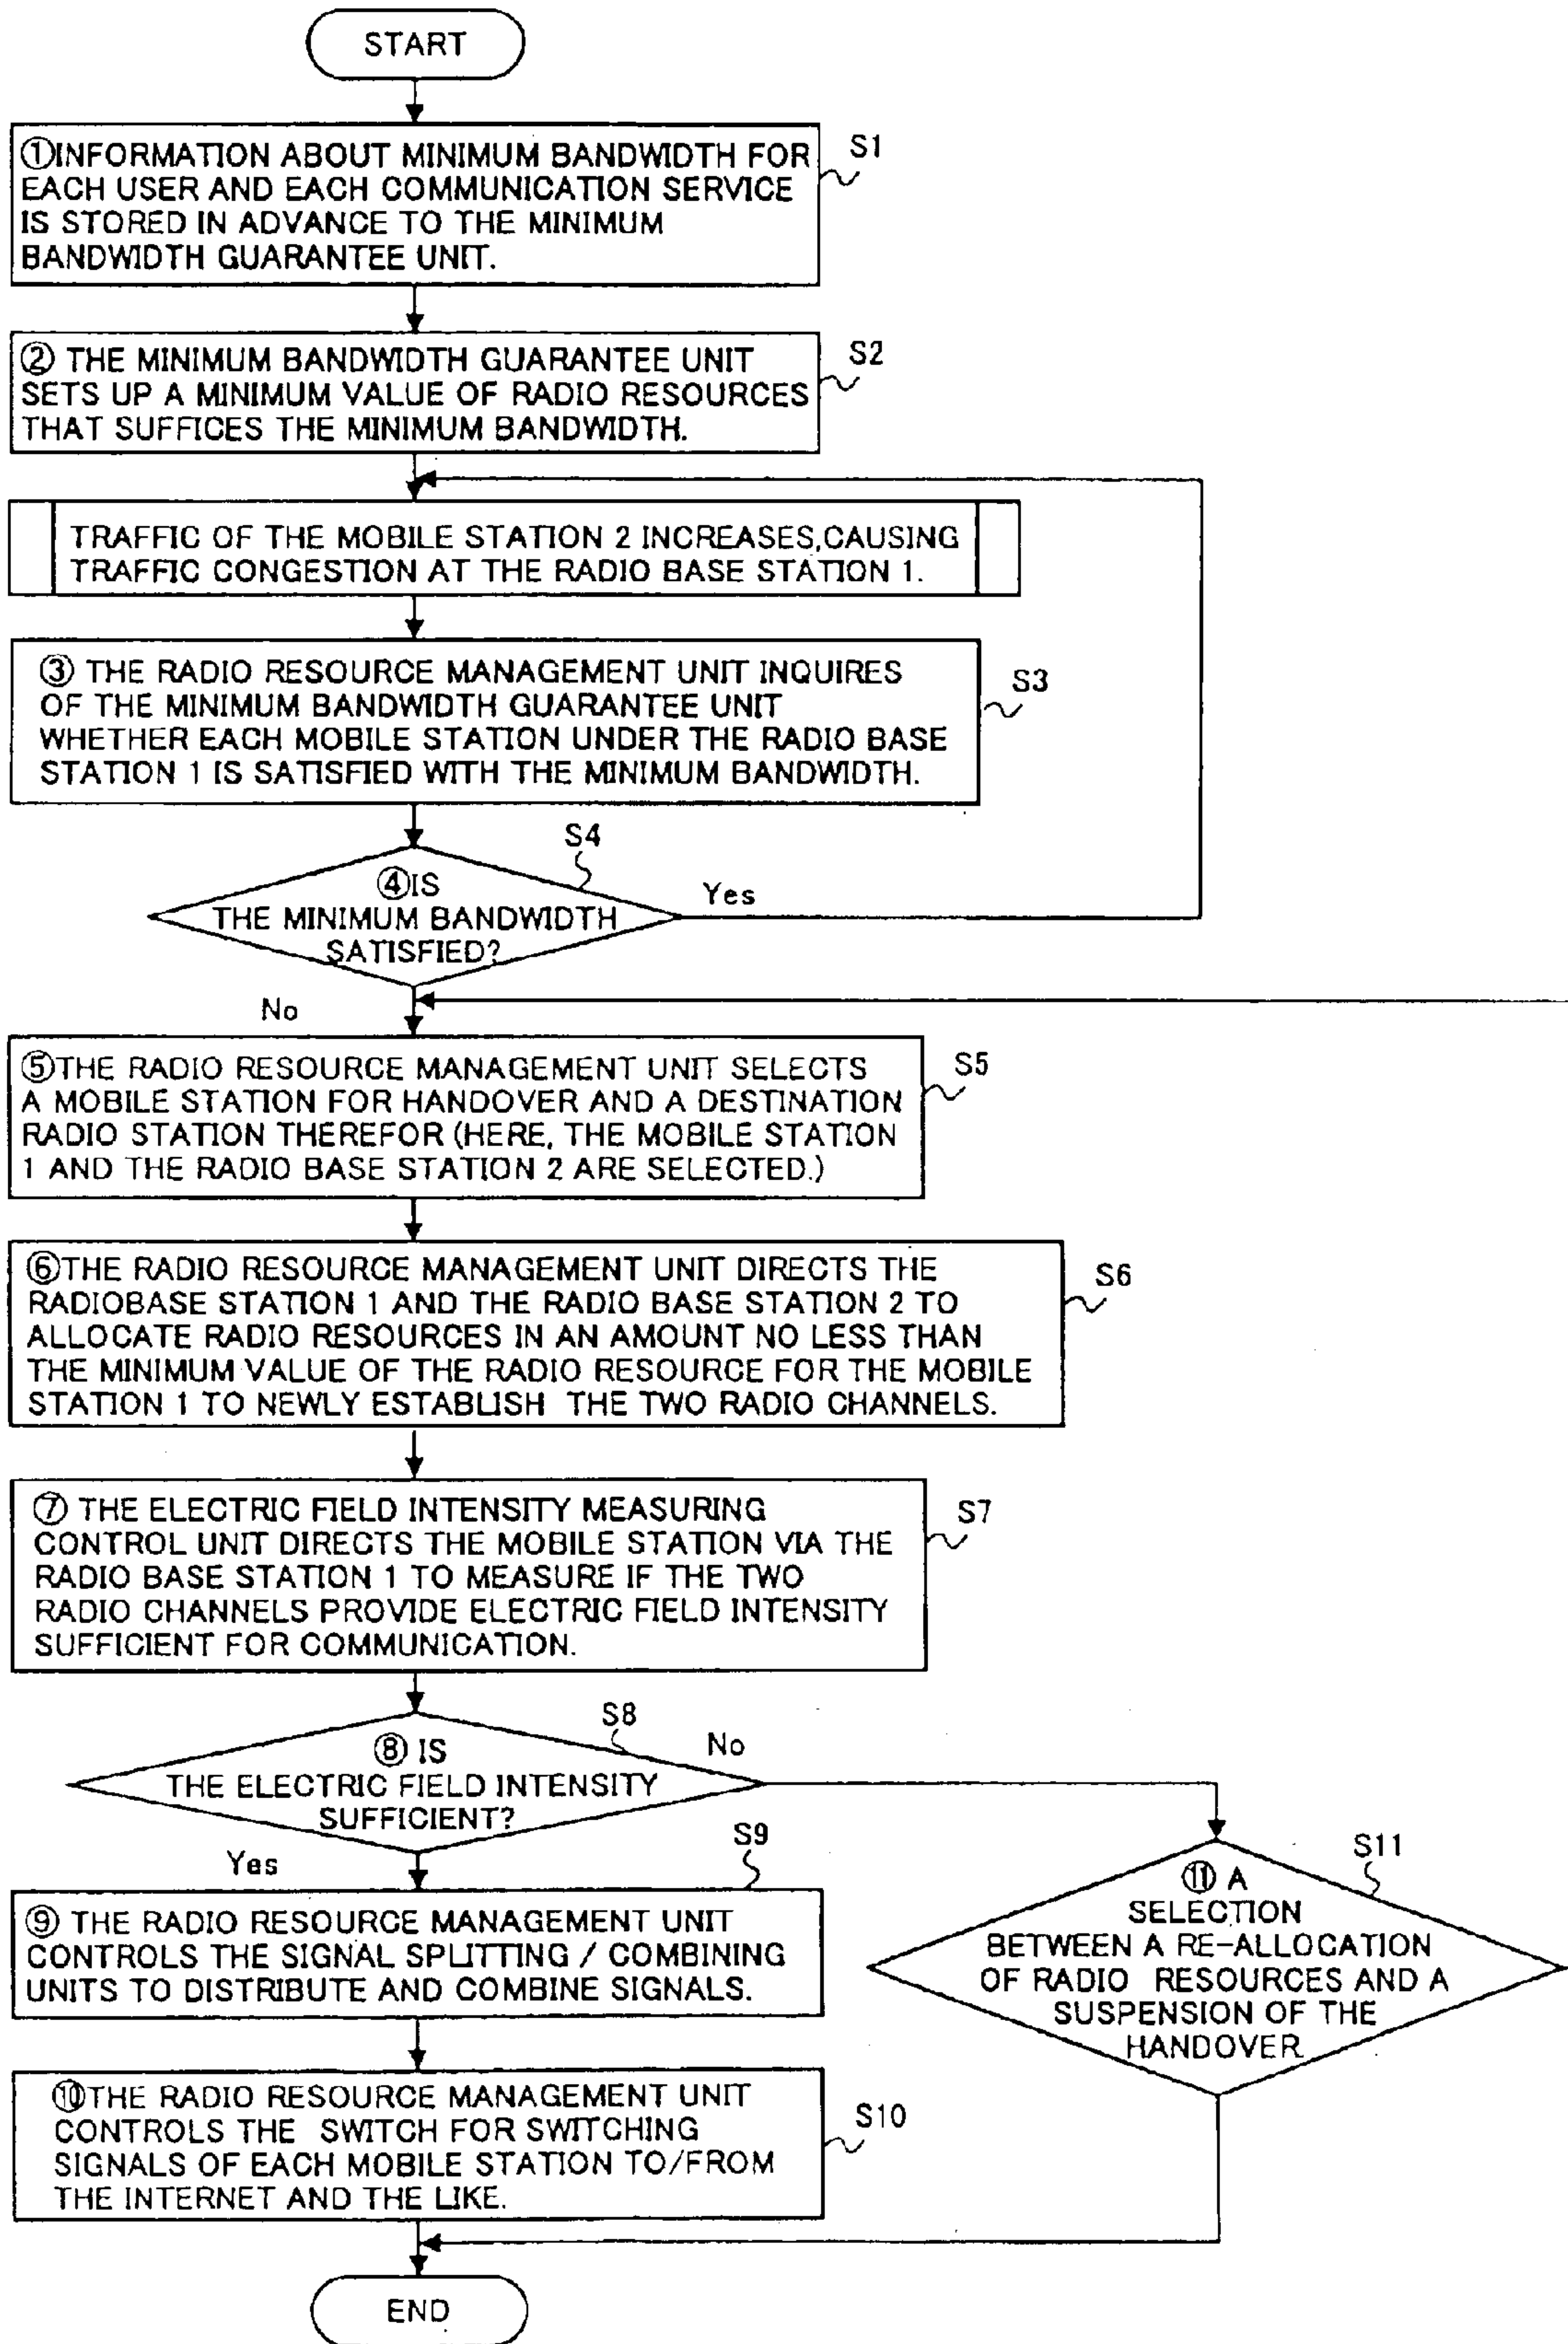 START
①INFORMATION ABOUT MINIMUM BANDWIDTH FOR
EACH USER AND EACH COMMUNICATION SERVICE
IS STORED IN ADVANCE TO THE MINIMUM
BANDWIDTH GUARANTEE UNIT.
S1
② THE MINIMUM BANDWIDTH GUARANTEE UNIT
SETS UP A MINIMUM VALUE OF RADIO RESOURCES
THAT SUFFICES THE MINIMUM BANDWIDTH.
S2
TRAFFIC OF THE MOBILE STATION 2 INCREASES,CAUSING
TRAFFIC CONGESTION AT THE RADIO BASE STATION 1.
③ THE RADIO RESOURCE MANAGEMENT UNIT INQUIRES
OF THE MINIMUM BANDWIDTH GUARANTEE UNIT
WHETHER EACH MOBILE STATION UNDER THE RADIO BASE
STATION 1 IS SATISFIED WITH THE MINIMUM BANDWIDTH.
S3
S4
④IS
THE MINIMUM BANDWIDTH
SATISFIED?
Yes
No
⑤THE RADIO RESOURCE MANAGEMENT UNIT SELECTS
A MOBILE STATION FOR HANDOVER AND A DESTINATION
RADIO STATION THEREFOR (HERE, THE MOBILE STATION
1 AND THE RADIO BASE STATION 2 ARE SELECTED.)
S5
⑥THE RADIO RESOURCE MANAGEMENT UNIT DIRECTS THE
RADIOBASE STATION 1 AND THE RADIO BASE STATION 2 TO
ALLOCATE RADIO RESOURCES IN AN AMOUNT NO LESS THAN
THE MINIMUM VALUE OF THE RADIO RESOURCE FOR THE MOBILE
STATION 1 TO NEWLY ESTABLISH THE TWO RADIO CHANNELS.
S6
⑦ THE ELECTRIC FIELD INTENSITY MEASURING
CONTROL UNIT DIRECTS THE MOBILE STATION VIA THE
RADIO BASE STATION 1 TO MEASURE IF THE TWO
RADIO CHANNELS PROVIDE ELECTRIC FIELD INTENSITY
SUFFICIENT FOR COMMUNICATION.
S7
S8
⑧ IS
THE ELECTRIC FIELD INTENSITY
SUFFICIENT?
No
Yes
S9
⑨ THE RADIO RESOURCE MANAGEMENT UNIT
CONTROLS THE SIGNAL SPLITTING / COMBINING
UNITS TO DISTRIBUTE AND COMBINE SIGNALS.
S11
⑪ A
SELECTION
BETWEEN A RE-ALLOCATION
OF RADIO RESOURCES AND A
SUSPENSION OF THE
HANDOVER
⑩THE RADIO RESOURCE MANAGEMENT UNIT
CONTROLS THE SWITCH FOR SWITCHING
SIGNALS OF EACH MOBILE STATION TO/FROM
THE INTERNET AND THE LIKE.
S10
END